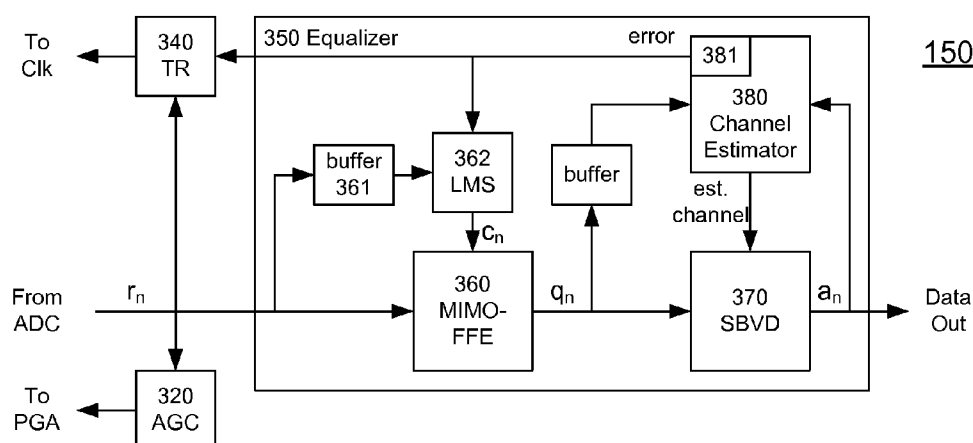 To
Clk
340
TR
350 Equalizer
error
381
150
380
Channel
Estimator
buffer
361
362
LMS
buffer
est.
channel
cn
From
ADC
rn
360
MIMO-
FFE
qn
370
SBVD
an
Data
Out
To
PGA
320
AGC